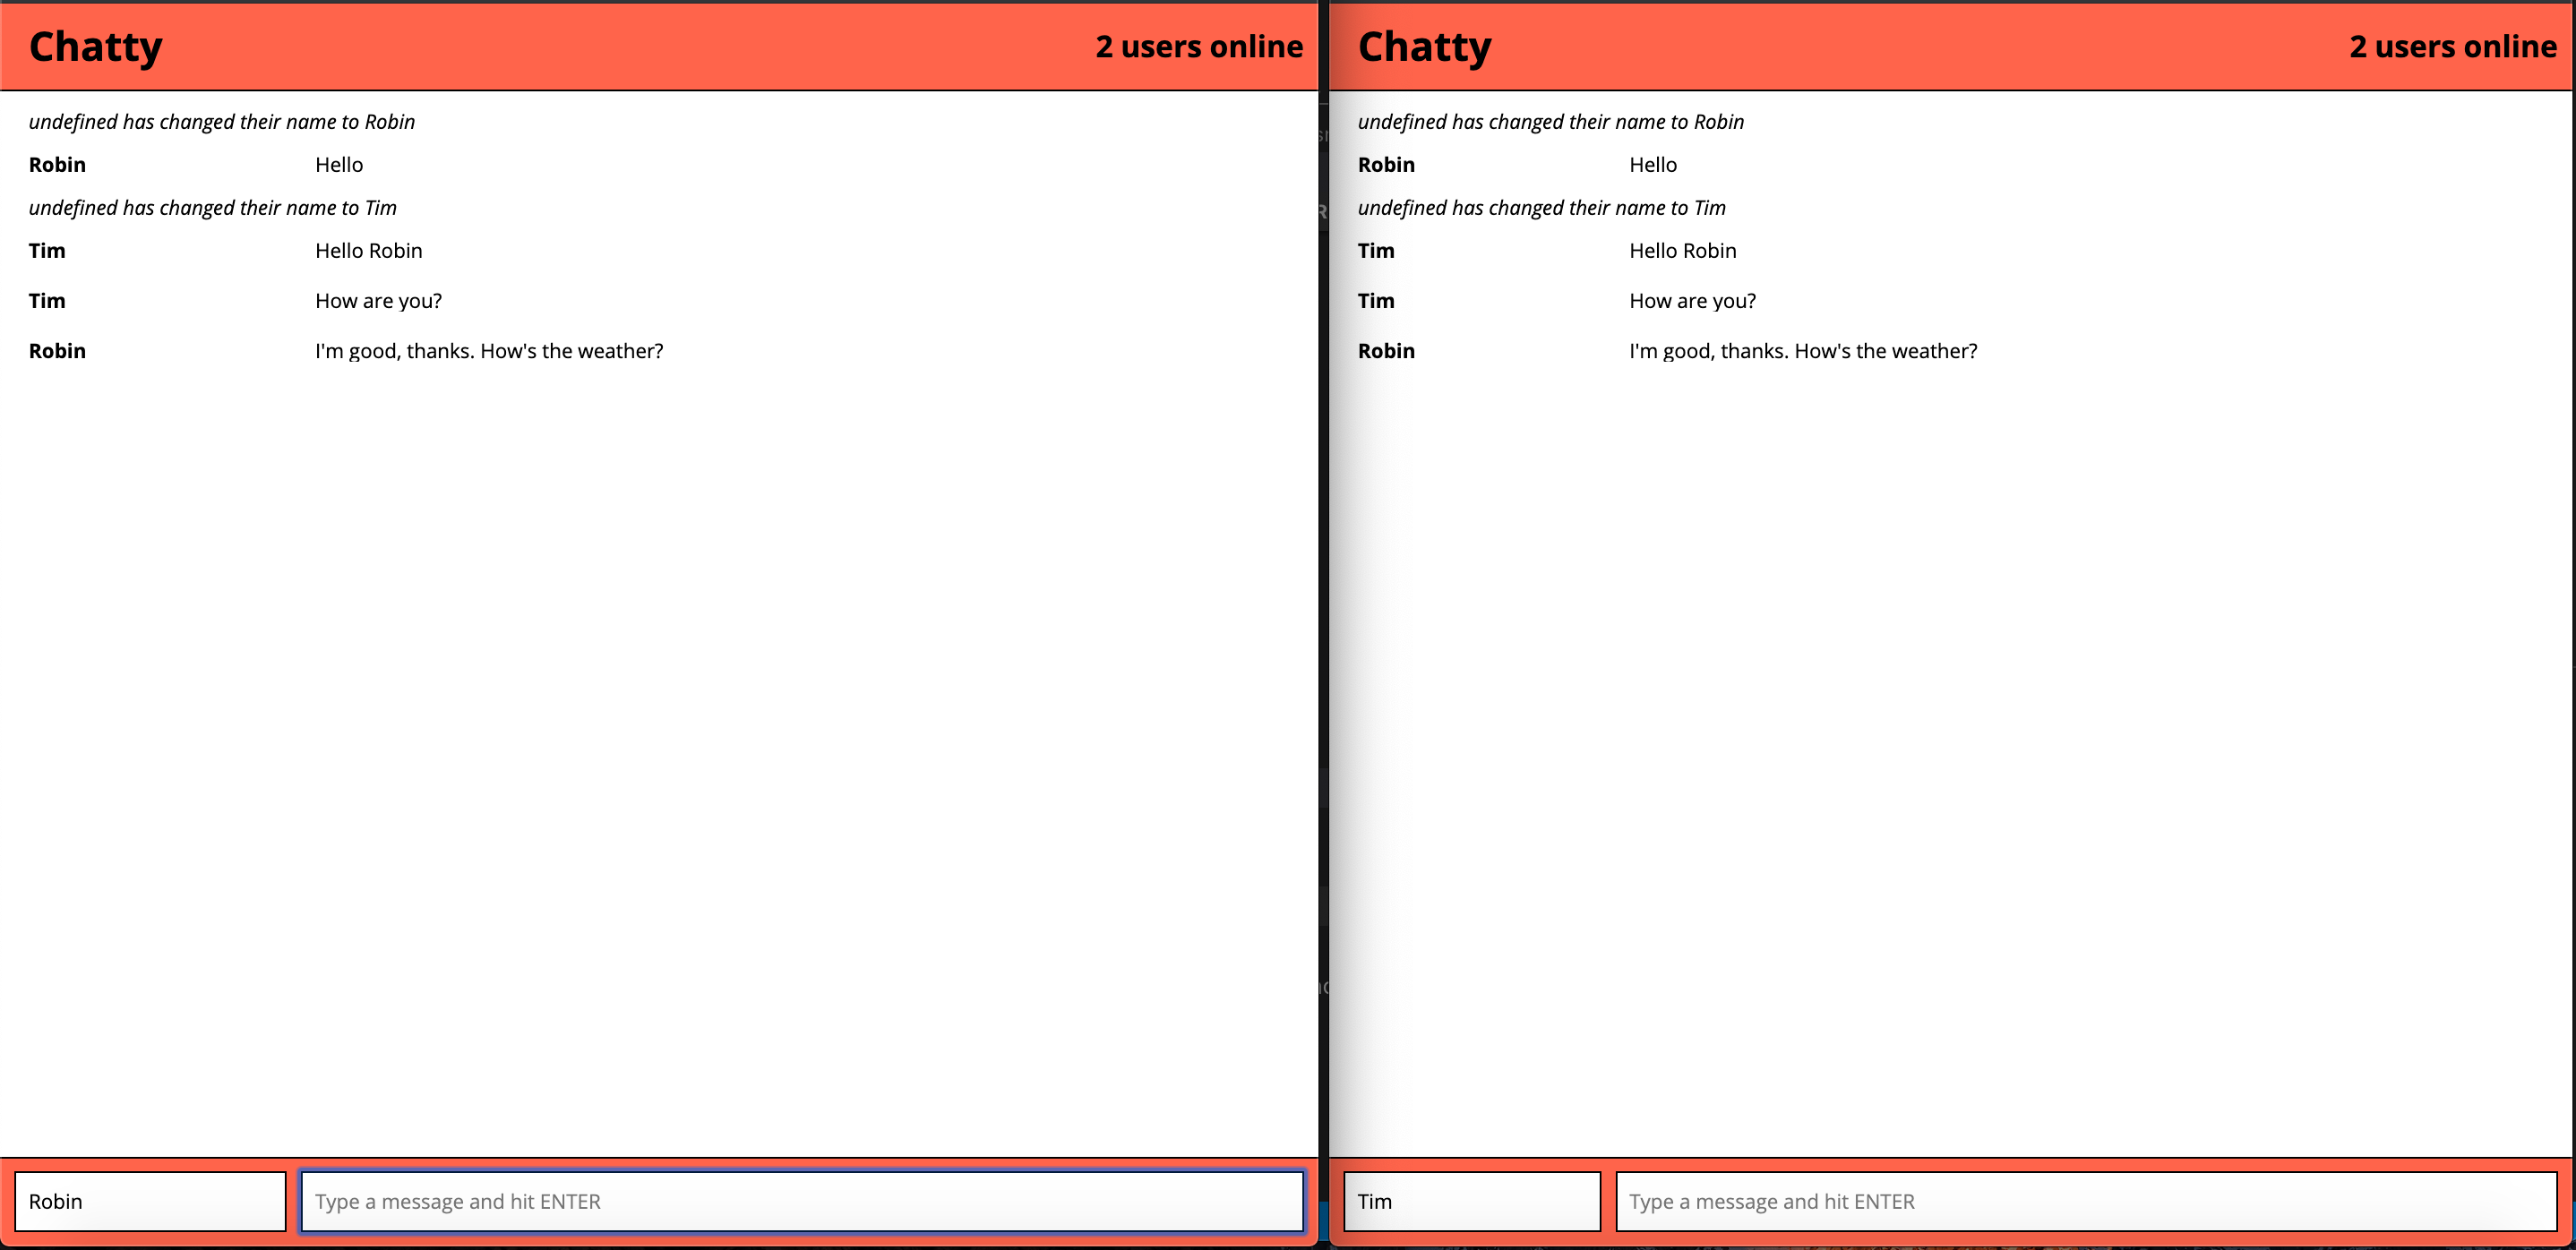 Chatty 2 users online
undefined has changed their name to Robin
Robin Hello
undefined has changed their name to Tim
Tim Hello Robin
Tim How are you?
Robin I'm good, thanks. How's the weather?
Robin Type a message and hit ENTER
Chatty 2 users online
undefined has changed their name to Robin
Robin Hello
undefined has changed their name to Tim
Tim Hello Robin
Tim How are you?
Robin I'm good, thanks. How's the weather?
Tim Type a message and hit ENTER